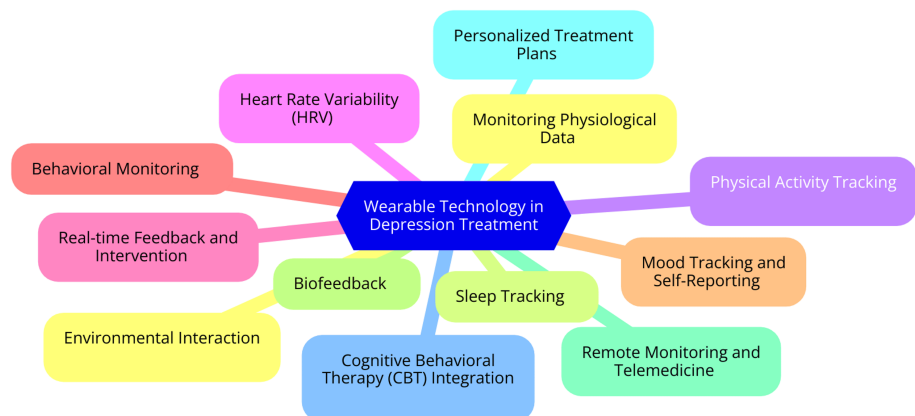 Personalized Treatment
Plans
Heart Rate Variability
(HRV)
Monitoring Physiological
Data
Behavioral Monitoring
Physical Activity Tracking
Wearable Technology in
Depression Treatment
Real-time Feedback and
Intervention
Mood Tracking and
Self-Reporting
Biofeedback
Sleep Tracking
Environmental Interaction
Cognitive Behavioral
Therapy (CBT) Integration
Remote Monitoring and
Telemedicine